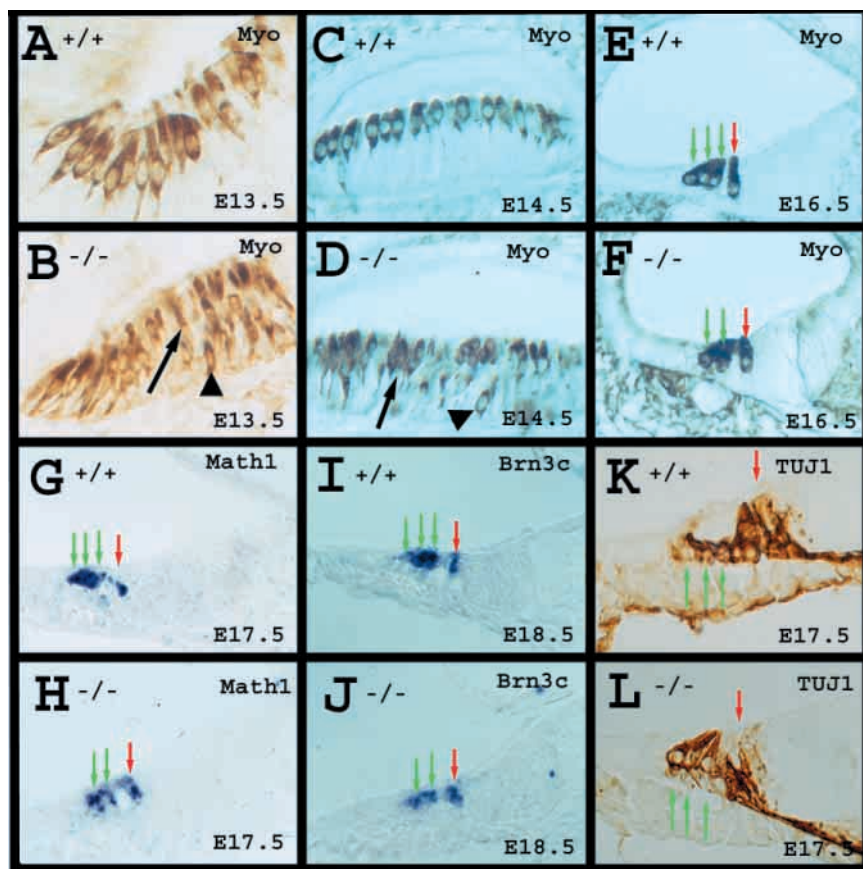 A +/+ Myo
E13.5
C +/+ Myo
E14.5
E +/+ Myo
E16.5
B -/- Myo
E13.5
D -/- Myo
E14.5
F -/- Myo
E16.5
G +/+ Math1
E17.5
I +/+ Brn3c
E18.5
K +/+ TUJ1
E17.5
H -/- Math1
E17.5
J -/- Brn3c
E18.5
L -/- TUJ1
E17.5